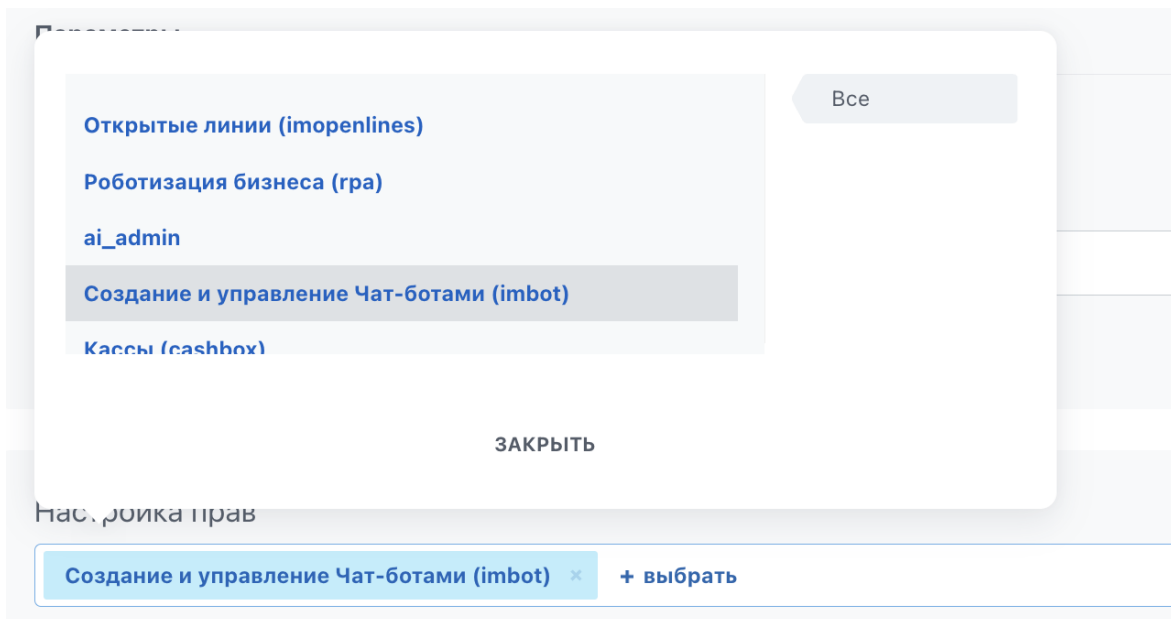 Параметры
Открытые линии (imopenlines)
Все
Роботизация бизнеса (rpa)
ai_admin
Создание и управление Чат-ботами (imbot)
Кассы (cashbox)
ЗАКРЫТЬ
Настройка прав
Создание и управление Чат-ботами (imbot) × + выбрать